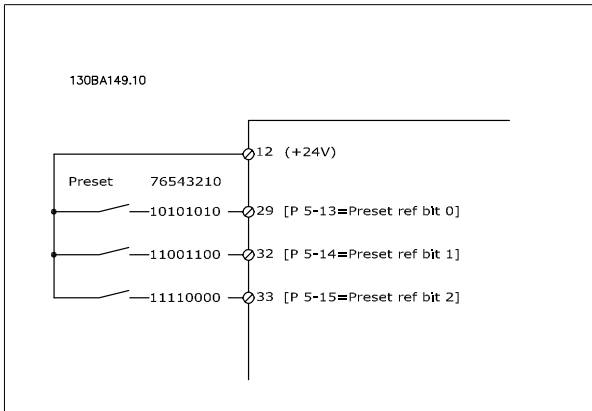 130BA149.10
12 (+24V)
Preset 76543210
10101010 29 [P 5-13=Preset ref bit 0]
11001100 32 [P 5-14=Preset ref bit 1]
11110000 33 [P 5-15=Preset ref bit 2]